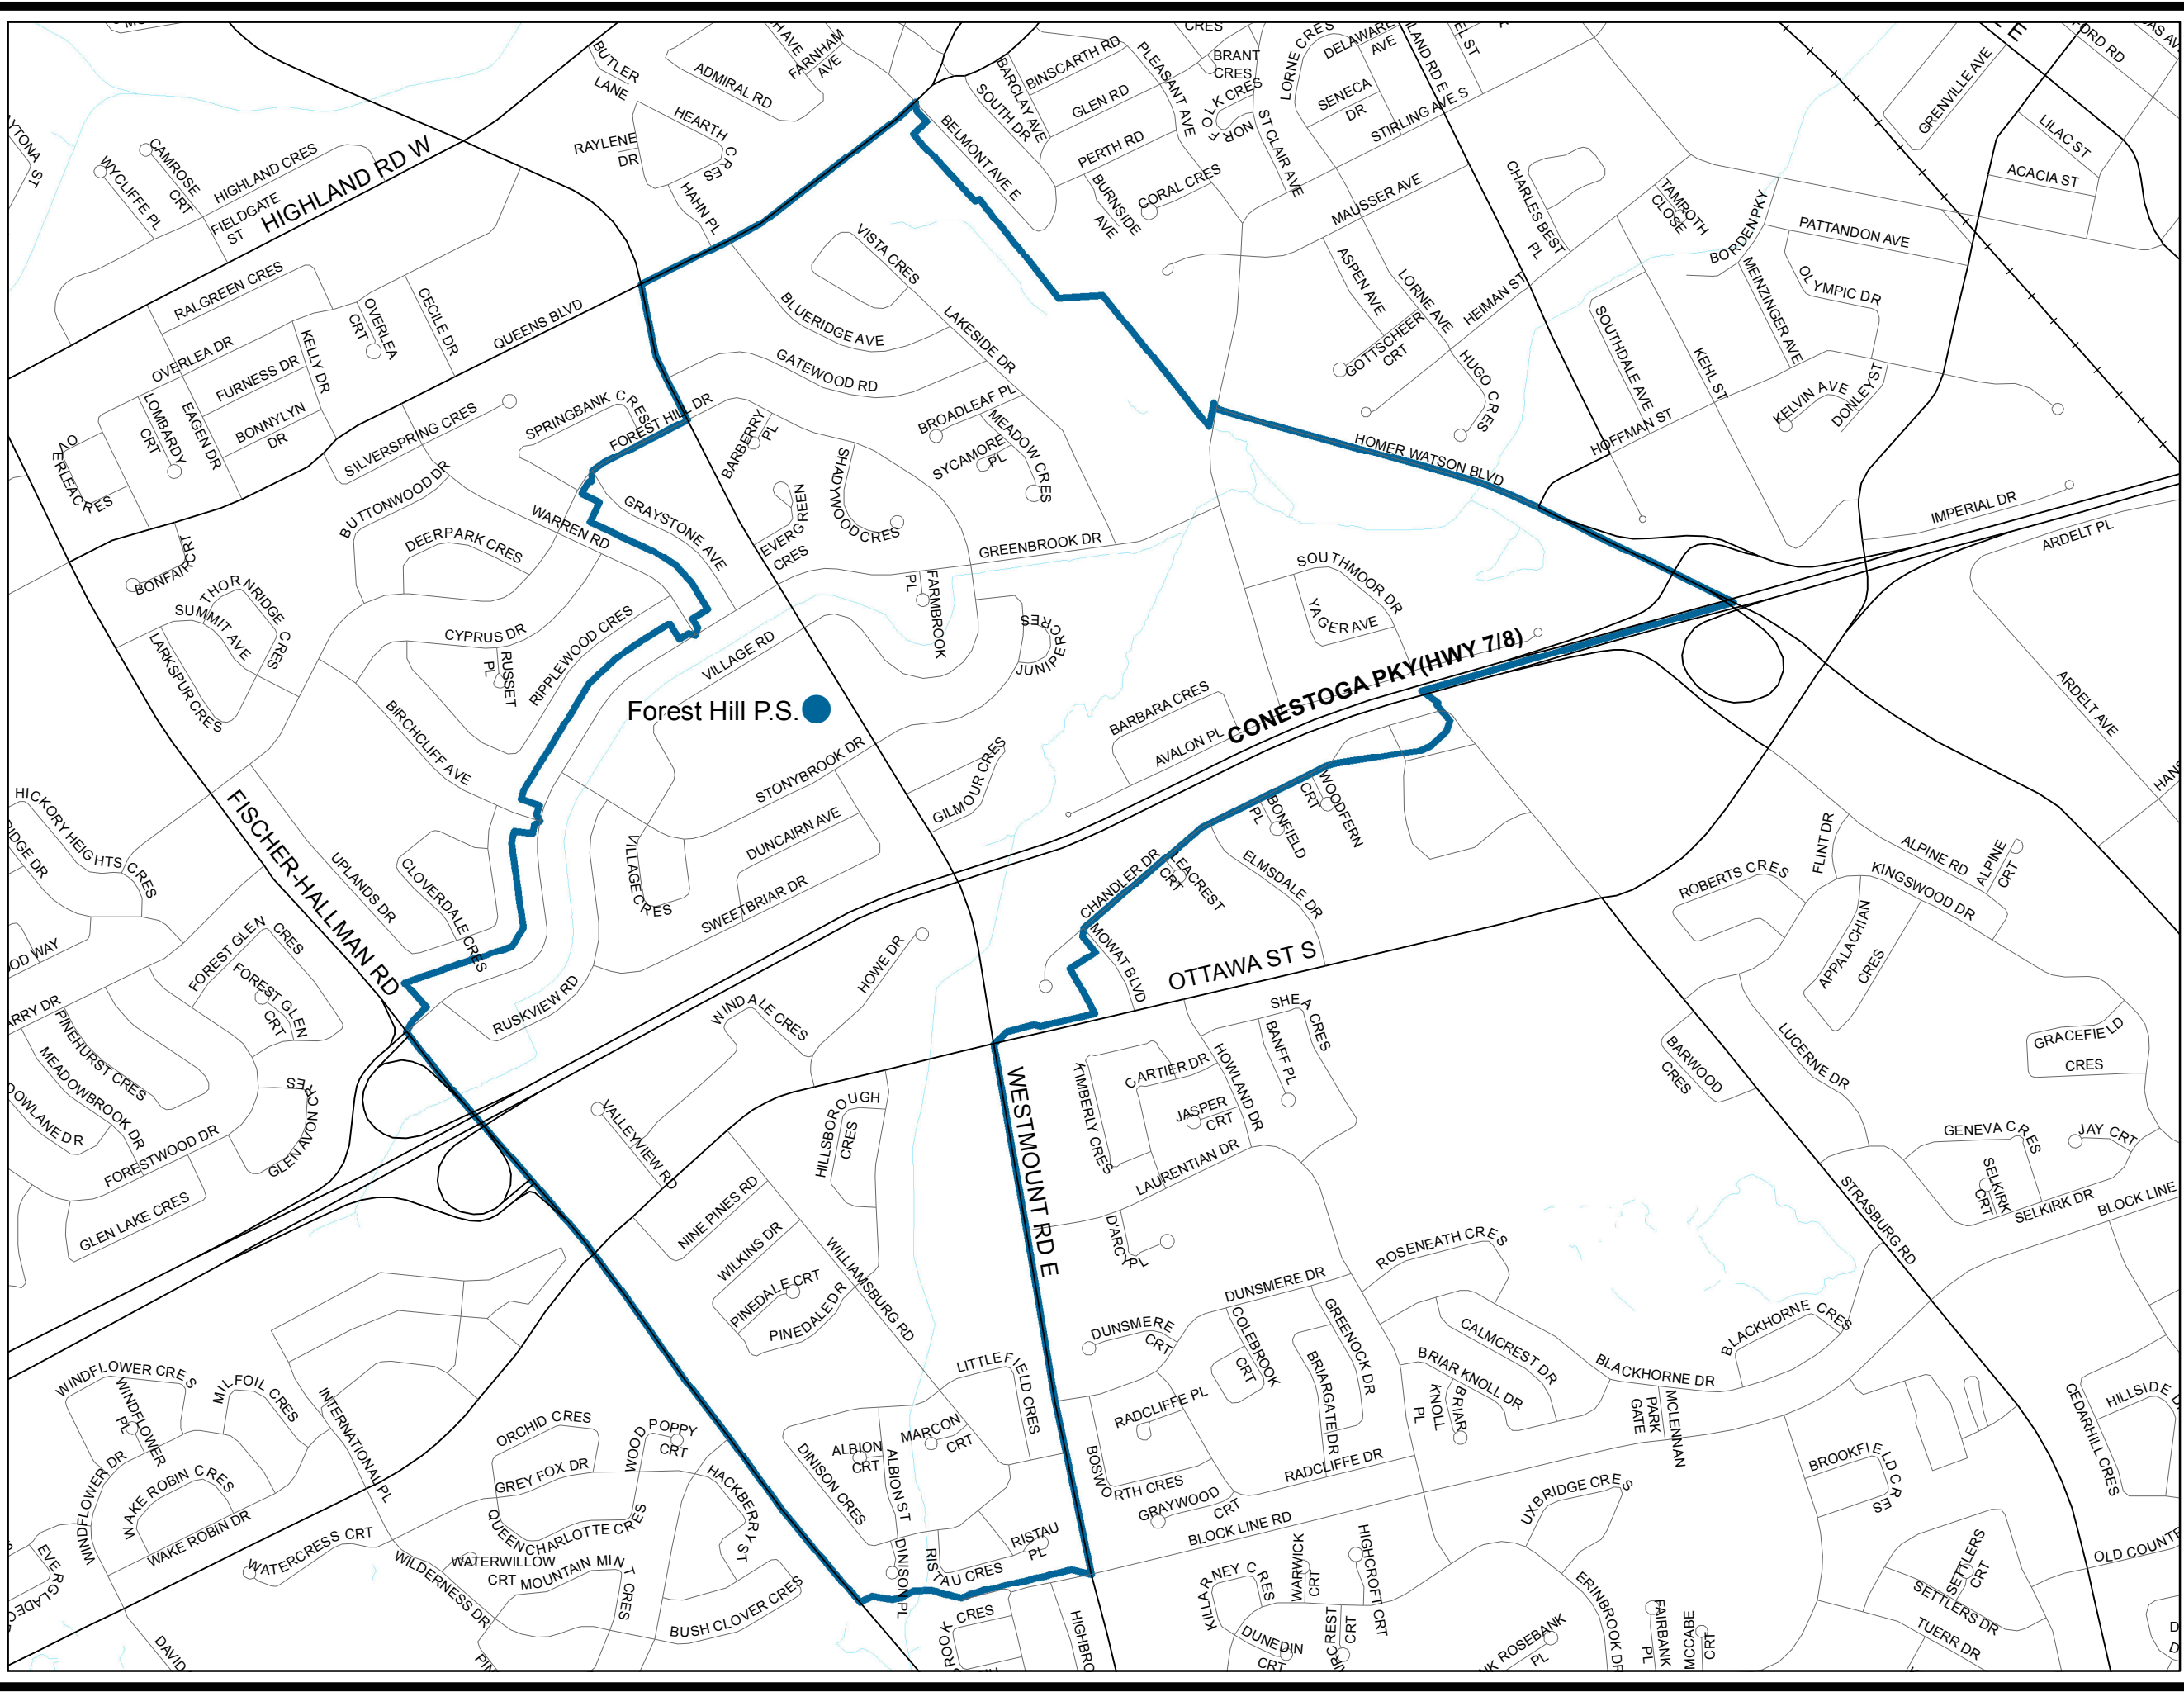 BUTLER
LANE
ADMIRAL RD
FARNHAM
AVE
HEARTH
CRES
RAYLENE
DR
HAHN PL
BELMONT AVE E
SOUTH DR
BARCLAY AVE
BINSCARTH RD
GLEN RD
PLEASANT AVE
PERTH RD
BURNSIDE
AVE
CORAL CRES
CRES
BRANT
CRES
NORFOLK CRES
ST CLAIR AVE
LORNE CRES
DELAWARE
AVE
SENECA
DR
STIRLING AVE S
MAUSSER AVE
CHARLES BEST
PL
TAMROTH
CLOSE
BORDEN PKY
PATTANDON AVE
GRENVILLE AVE
LILAC ST
ACACIA ST
MEINZINGER AVE
OLYMPIC DR
ASPEN AVE
LORNE AVE
HEIMAN ST
GOTTSCHEER
CRT
HUGO CRES
SOUTHDALE AVE
KEHL ST
KELVIN AVE
DONLEY ST
HOFFMAN ST
HOMER WATSON BLVD
IMPERIAL DR
ARDELT PL
ARDELT AVE
WYCLIFFE PL
CAMROSE
CRT
HIGHLAND CRES
FIELDGATE
ST
HIGHLAND RD W
RALGREEN CRES
OVERLEA DR
OVERLEA
CRT
CECILE DR
QUEENS BLVD
KELLY DR
FURNESS DR
BONNYLYN
DR
EAGEN DR
LOMBARDY
CRT
OVERLEA CRES
SILVERSPRING CRES
SPRINGBANK CRES
FOREST HILL DR
BUTTONWOOD DR
WARREN RD
GRAYSTONE AVE
DEERPARK CRES
BONFAIR CRT
THORNRIDGE CRES
SUMMIT AVE
LARKSPUR CRES
CYPRUS DR
RUSSET
PL
RIPPLEWOOD CRES
BIRCHCLIFF AVE
VISTA CRES
BLUERIDGE AVE
LAKESIDE DR
GATEWOOD RD
BROADLEAF PL
MEADOW CRES
SYCAMORE
PL
BARBERRY
PL
SHADYWOOD CRES
EVERGREEN
CRES
GREENBROOK DR
FARMBROOK
PL
JUNIPER CRES
VILLAGE RD
Forest Hill P.S.
SOUTHMOOR DR
YAGER AVE
CONESTOGA PKY(HWY 7/8)
BARBARA CRES
AVALON PL
STONYBROOK DR
GILMOUR CRES
DUNCAIRN AVE
SWEETBRIAR DR
VILLAGE CRES
HICKORY HEIGHTS CRES
FISCHER-HALLMAN RD
UPLANDS DR
CLOVERDALE CRES
RUSKVIEW RD
FOREST GLEN
CRES
FOREST GLEN
CRT
PINEHURST CRES
MEADOWBROOK DR
FORESTWOOD DR
GLEN AVON CRES
GLEN LAKE CRES
HOWE DR
WINDALE CRES
CHANDLER DR
LEACREST
CRT
BONFIELD
PL
WOODFERN
CRT
ELMSDALE DR
MOWAT BLVD
OTTAWA ST S
ROBERTS CRES
FLINT DR
ALPINE RD
ALPINE
CRT
KINGSWOOD DR
APPALACHIAN
CRES
LUCERNE DR
BARWOOD
CRES
GRACEFIELD
CRES
GENEVA CRES
JAY CRT
SELKIRK
CRT
SELKIRK DR
BLOCK LINE
STRASBURG RD
VALLEYVIEW RD
NINE PINES RD
WILKINS DR
PINEDALE CRT
PINEDALE DR
WILLIAMSBURG RD
HILLSBOROUGH
CRES
WESTMOUNT RD E
KIMBERLY CRES
CARTIER DR
HOWLAND DR
BANFF PL
SHEA CRES
JASPER
CRT
LAURENTIAN DR
D'ARCY PL
DUNSMERE DR
DUNSMERE
CRT
COLEBROOK
CRT
GREENOCK DR
BRIARGATE DR
ROSENEATH CRES
CALMCREST DR
BRIAR KNOLL DR
BRIAR
KNOLL
PL
BLACKHORNE DR
BLACKHORNE CRES
MCLENNAN
PARK
GATE
RADCLIFFE PL
RADCLIFFE DR
BOSWORTH CRES
GRAYWOOD
CRT
BLOCK LINE RD
LITTLEFIELD CRES
MARCON
CRT
ALBION
CRT
ALBION ST
DINISON CRES
DINISON PL
RISTAU
PL
RISTAU CRES
WINDFLOWER CRES
WINDFLOWER
PL
MILFOIL CRES
INTERNATIONAL PL
WINDFLOWER DR
WAKE ROBIN CRES
WAKE ROBIN DR
WATERCRESS CRT
ORCHID CRES
GREY FOX DR
WOOD POPPY
CRT
QUEEN CHARLOTTE CRES
WATERWILLOW
CRT
MOUNTAIN MINT CRES
WILDERNESS DR
HACKBERRY ST
BUSH CLOVER CRES
KILLARNEY CRES
WARWICK
CRT
HIGHCROFT CRT
DUNEDIN
CRT
UXBRIDGE CRES
ERINBROOK DR
FAIRBANK
PL
MCCABE
CRT
ROSEBANK
PL
BROOKFIELD CRES
SETTLERS
CRT
SETTLERS DR
TUERR DR
CEDARHILL CRES
HILLSIDE
OLD COUNTR